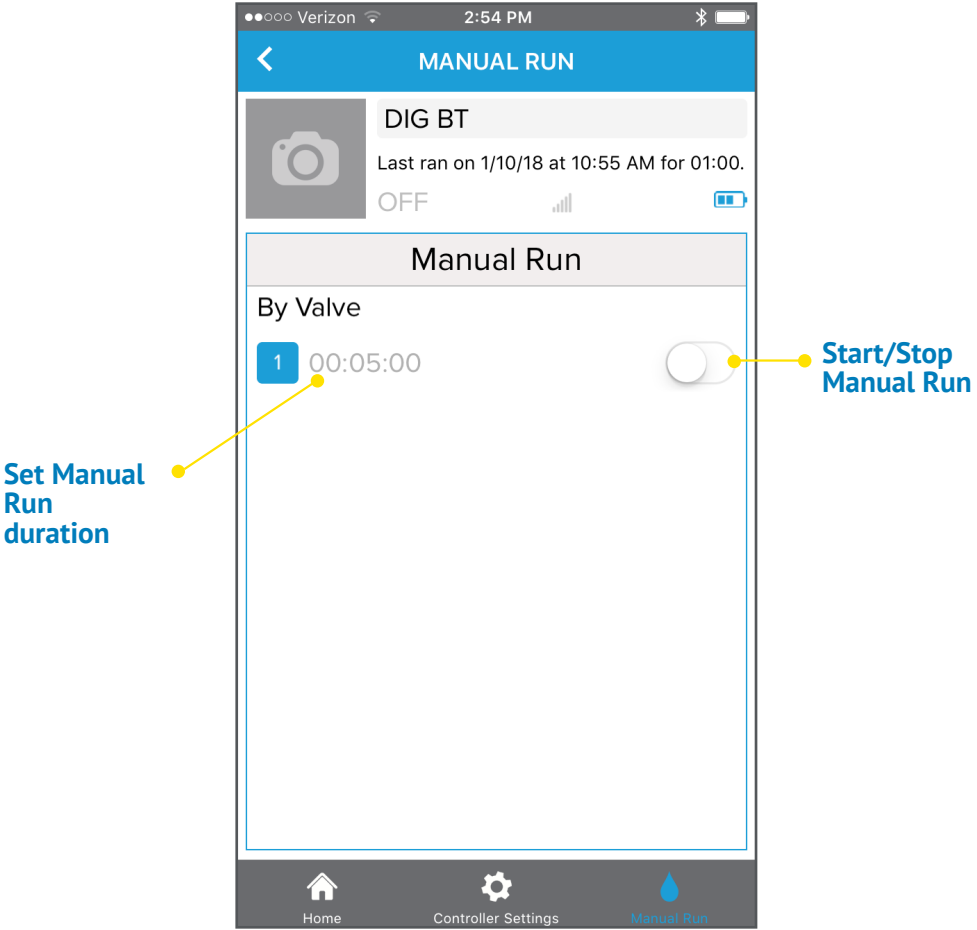 Verizon 2:54 PM
MANUAL RUN
DIG BT
Last ran on 1/10/18 at 10:55 AM for 01:00.
OFF
Manual Run
By Valve
1 00:05:00
Start/Stop
Manual Run
Set Manual
Run
duration
Home Controller Settings Manual Run